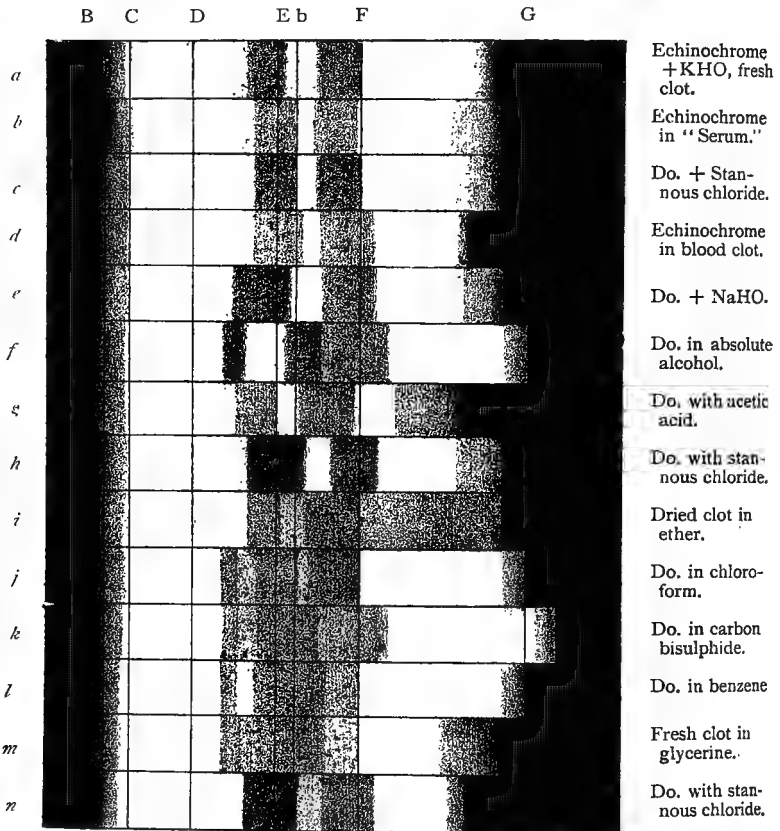 B C D E b F G
a
Echinochrome
+KHO, fresh
clot.
b
Echinochrome
in "Serum."
c
Do. + Stan-
nous chloride.
d
Echinochrome
in blood clot.
e
Do. + NaHO.
f
Do. in absolute
alcohol.
g
Do. with acetic
acid.
h
Do. with stan-
nous chloride.
i
Dried clot in
ether.
j
Do. in chloro-
form.
k
Do. in carbon
bisulphide.
l
Do. in benzene
m
Fresh clot in
glycerine.
n
Do. with stan-
nous chloride.